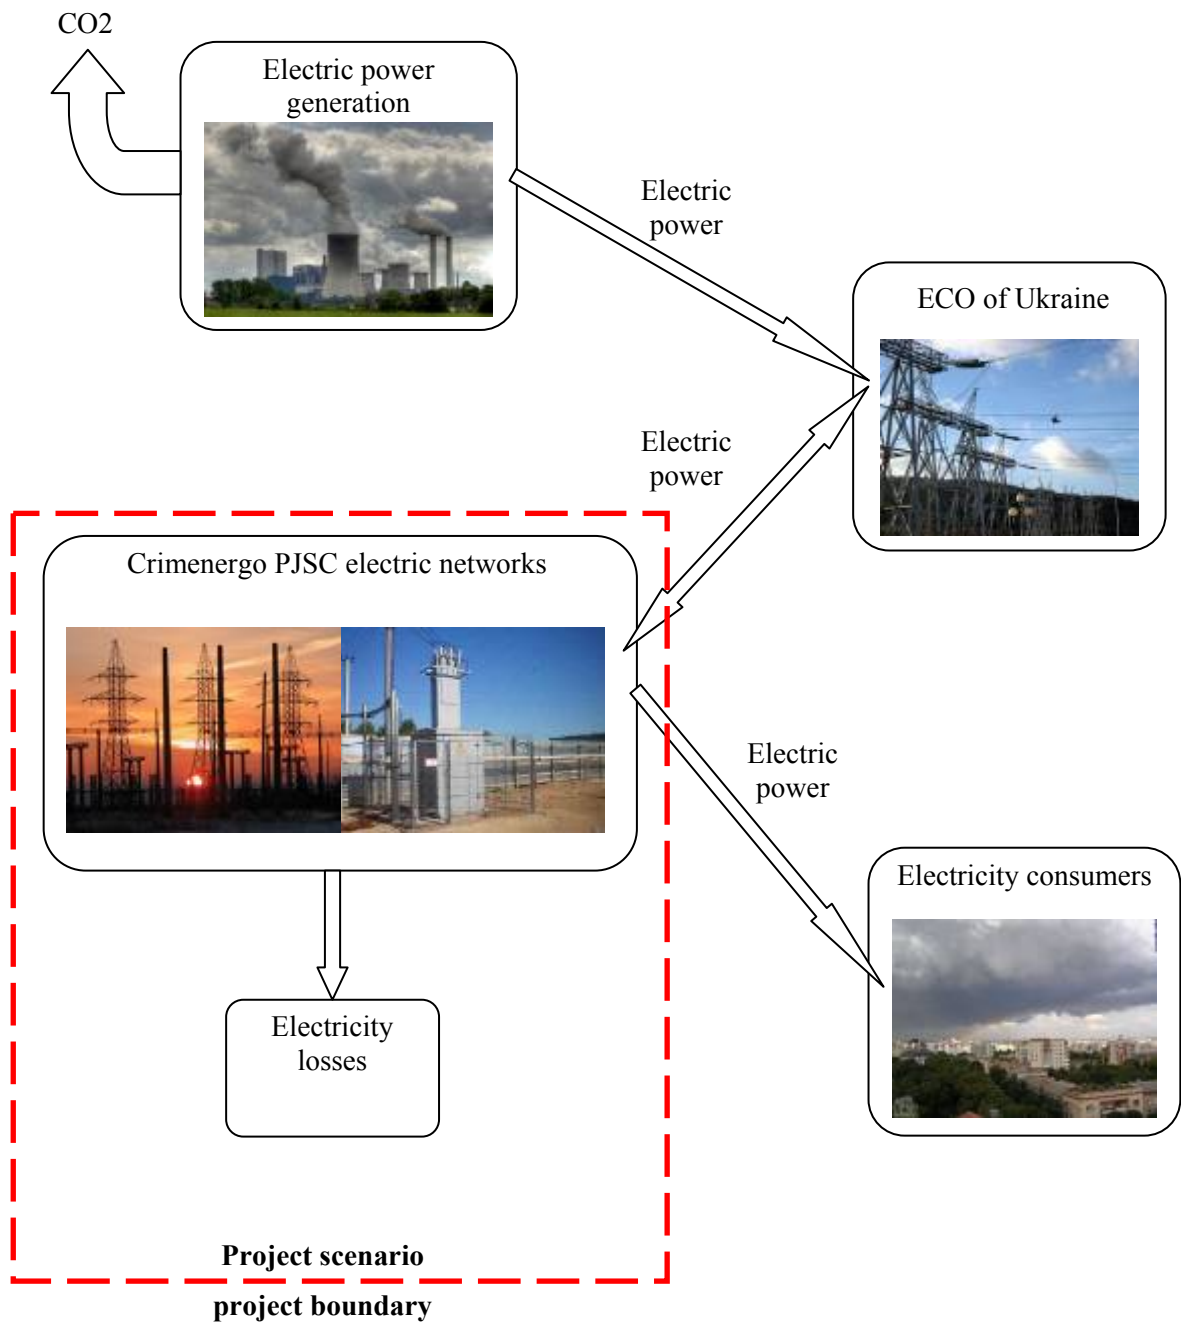 CO2
Electric power
generation
Electric
power
ECO of Ukraine
Electric
power
Crimenergo PJSC electric networks
Electric
power
Electricity consumers
Electricity
losses
Project scenario
project boundary